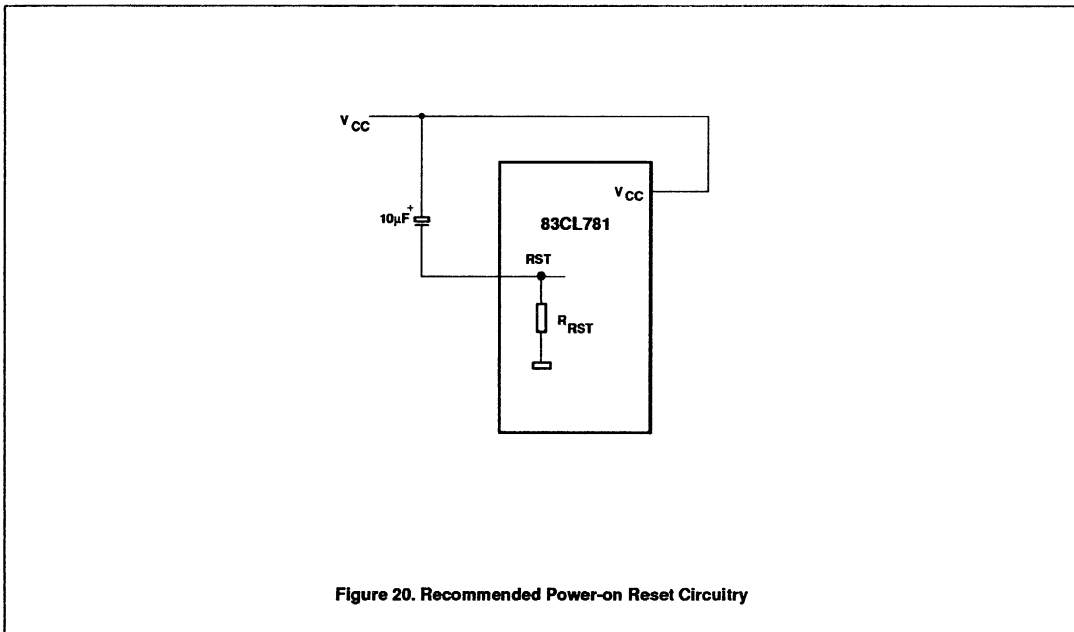 VCC
VCC
10µF
+
83CL781
RST
RRST
Figure 20. Recommended Power-on Reset Circuitry